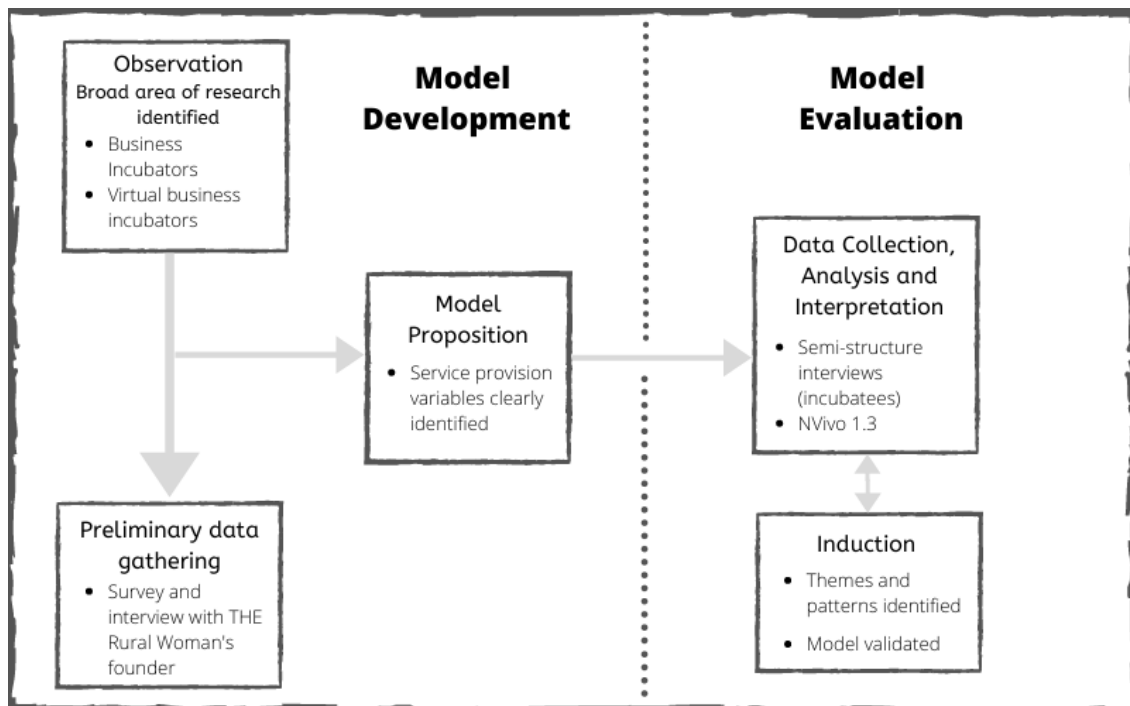 Observation
Broad area of research
identified
Business
Incubators
Virtual business
incubators
Model
Development
Model
Proposition
Service provision
variables clearly
identified
Preliminary data
gathering
Survey and
interview with THE
Rural Woman's
founder
Model
Evaluation
Data Collection,
Analysis and
Interpretation
Semi-structure
interviews
(incubatees)
NVivo 1.3
Induction
Themes and
patterns identified
Model validated